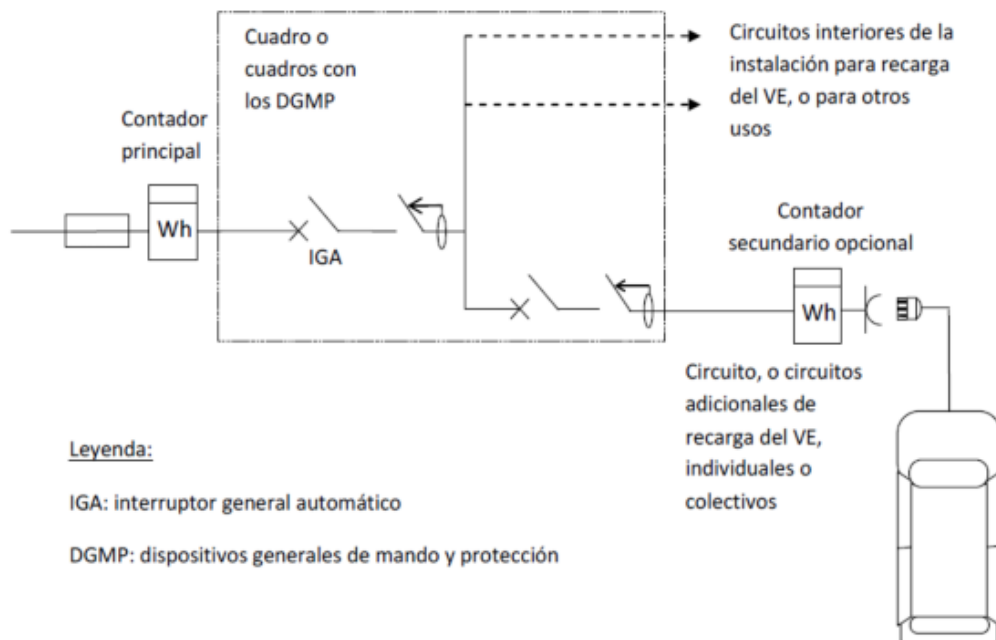 Cuadro o
cuadros con
los DGMP
Circuitos interiores de la
instalación para recarga
del VE, o para otros
usos
Contador
principal
Wh
IGA
Contador
secundario opcional
Wh
Circuito, o circuitos
adicionales de
recarga del VE,
individuales o
colectivos
Leyenda:
IGA: interruptor general automático
DGMP: dispositivos generales de mando y protección